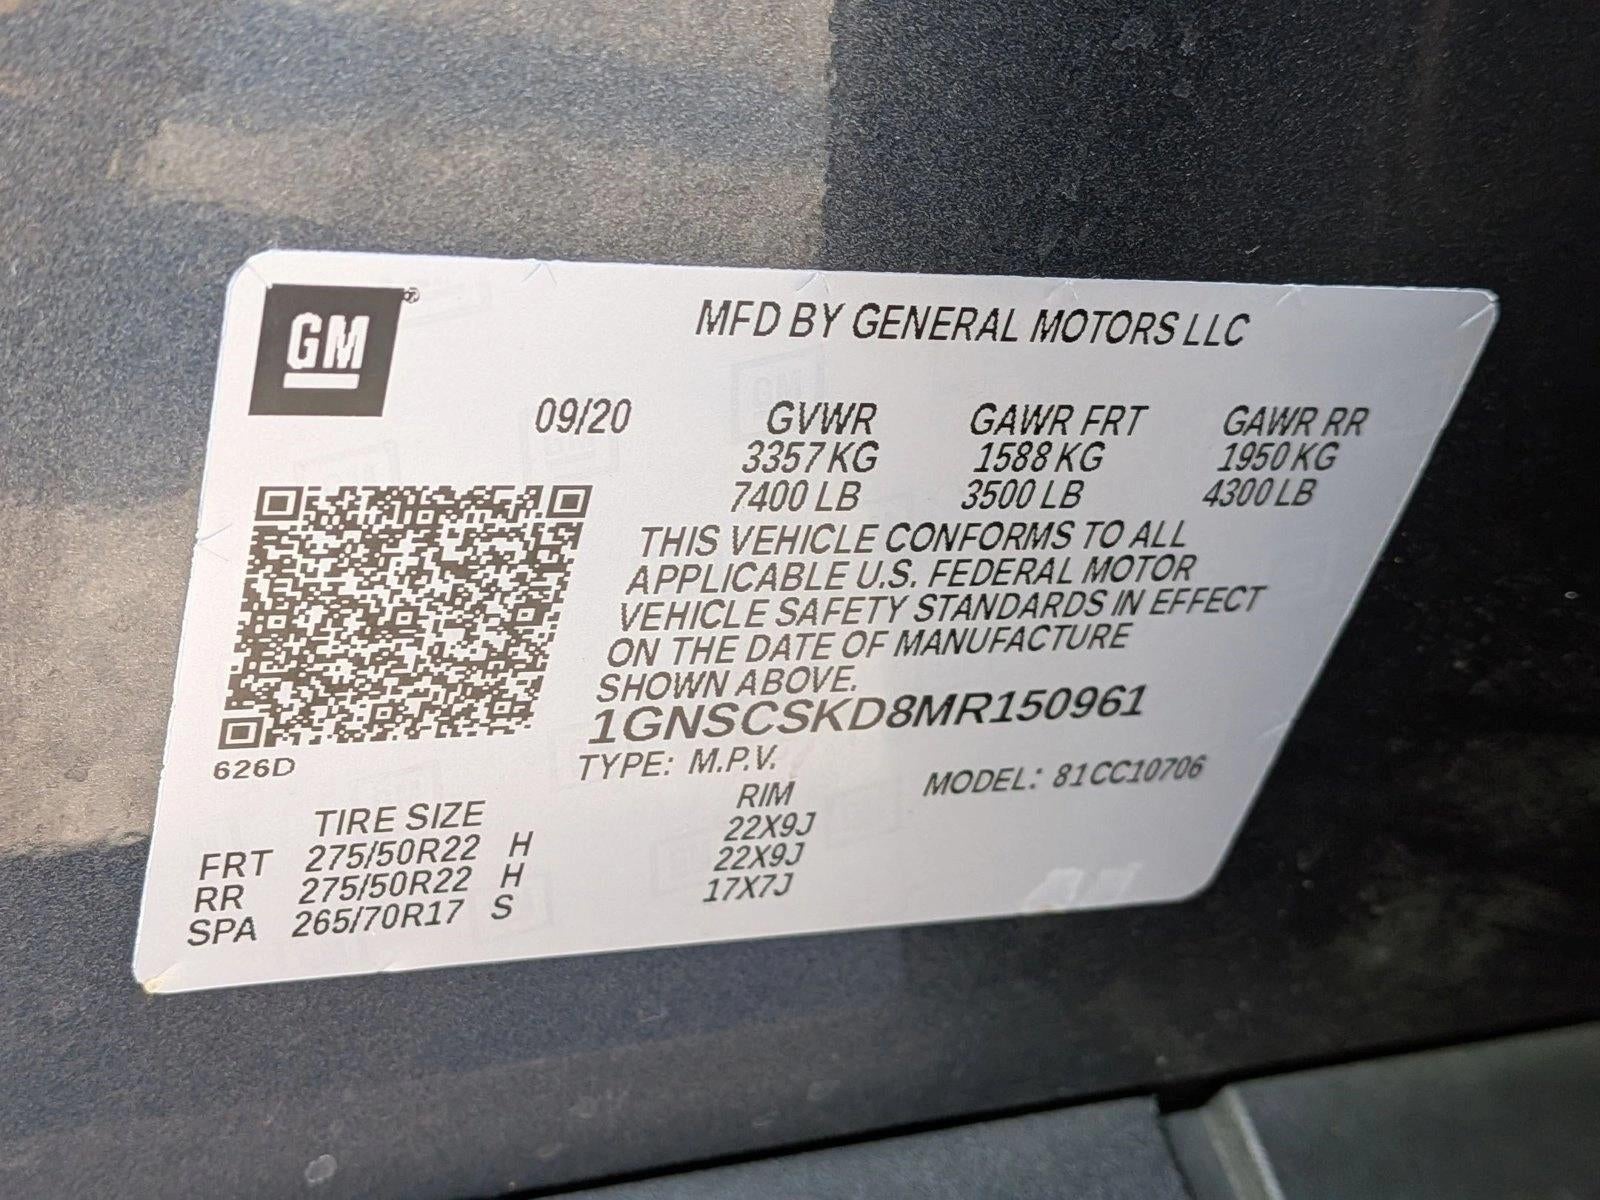 GM
MFD BY GENERAL MOTORS LLC
09/20 GVWR GAWR FRT GAWR RR
3357 KG 1588 KG 1950 KG
7400 LB 3500 LB 4300 LB
THIS VEHICLE CONFORMS TO ALL
APPLICABLE U.S. FEDERAL MOTOR
VEHICLE SAFETY STANDARDS IN EFFECT
ON THE DATE OF MANUFACTURE
SHOWN ABOVE.
1GNSCSKD8MR150961
626D
TYPE: M.P.V. MODEL: 81CC10706
TIRE SIZE RIM
FRT 275/50R22 H 22X9J
RR 275/50R22 H 22X9J
SPA 265/70R17 S 17X7J